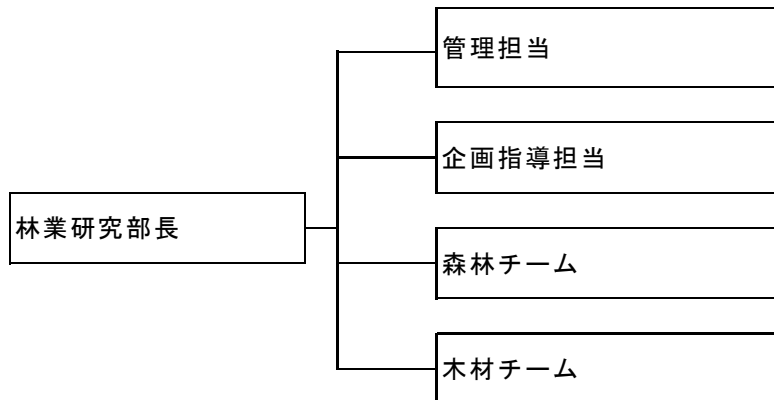 管理担当
企画指導担当
林業研究部長
森林チーム
木材チーム